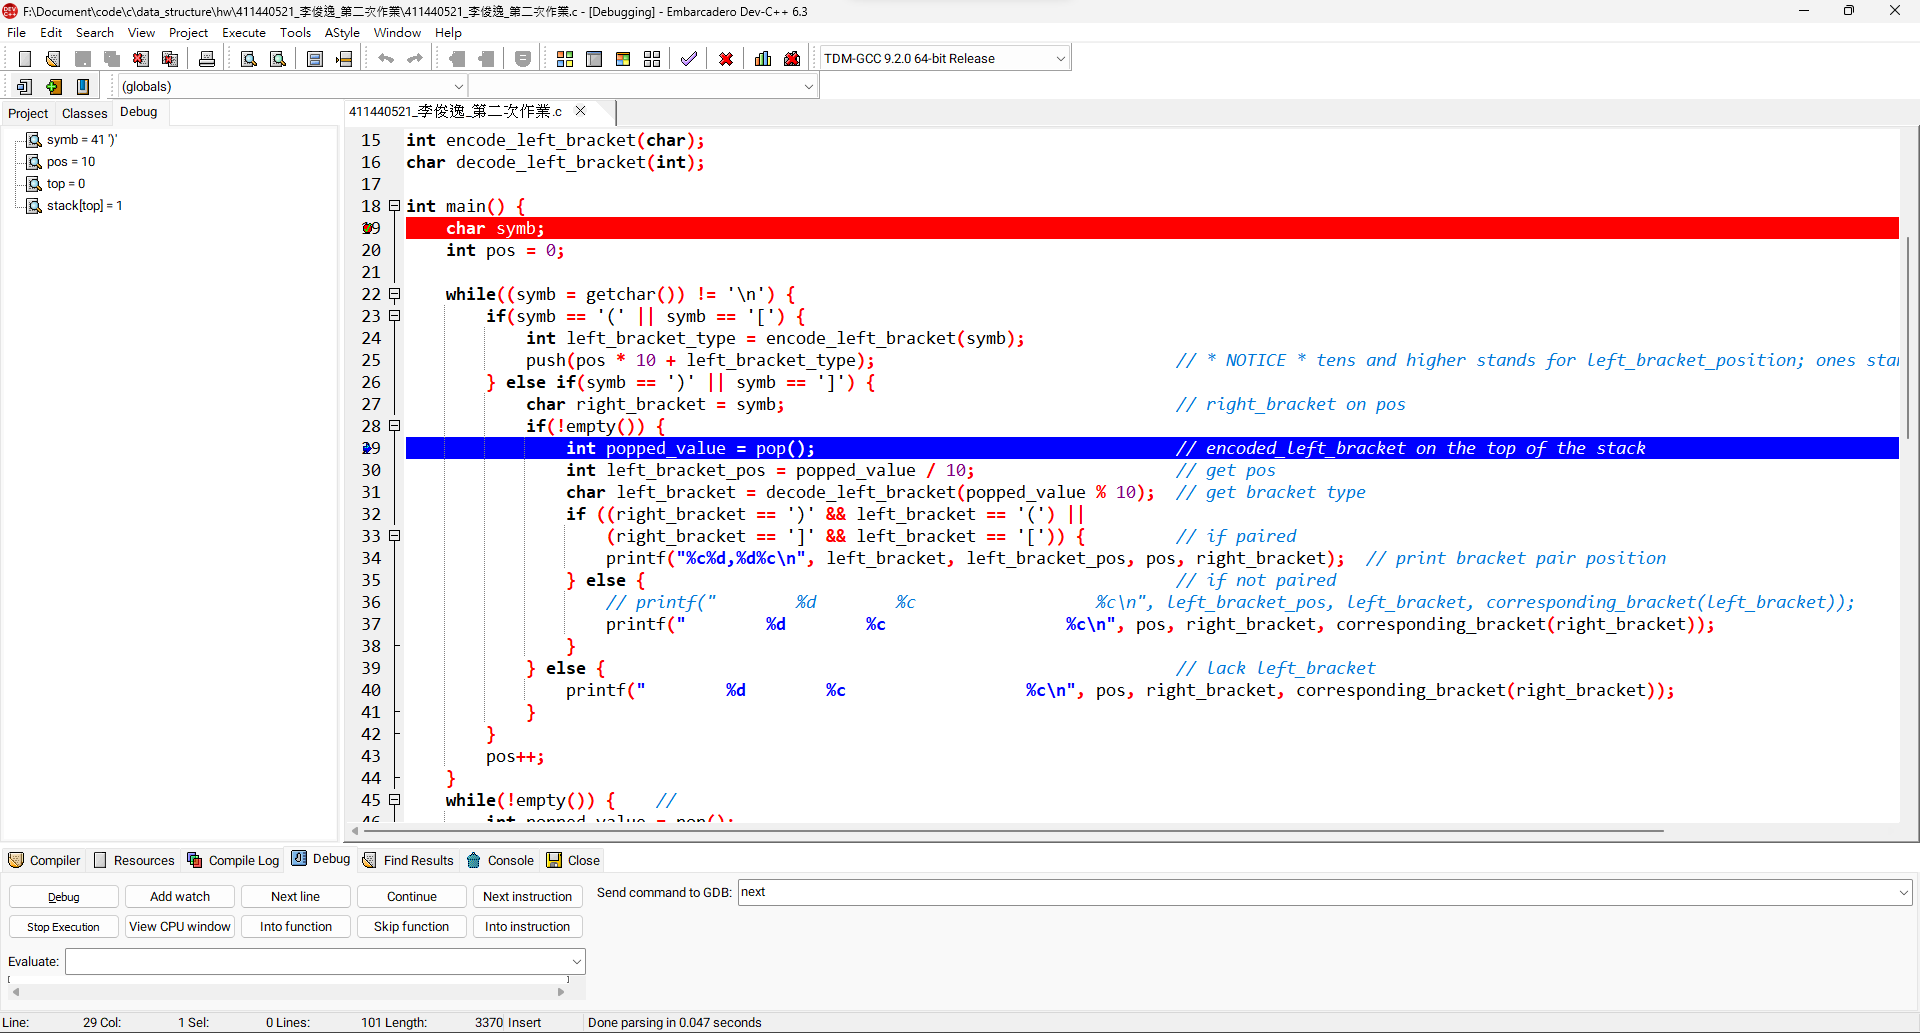 F:\Document\code\c\data_structure\hw\411440521_李俊逸_第二次作業\411440521_李俊逸_第二次作業.c - [Debugging] - Embarcadero Dev-C++ 6.3
File Edit Search View Project Execute Tools AStyle Window Help
TDM-GCC 9.2.0 64-bit Release
(globals)
Project Classes Debug
symb = 41 ')'
pos = 10
top = 0
stack[top] = 1
411440521_李俊逸_第二次作業.c
15 int encode_left_bracket(char);
16 char decode_left_bracket(int);
17
18 int main() {
19 char symb;
20 int pos = 0;
21
22 while((symb = getchar()) != '\n') {
23 if(symb == '(' || symb == '[') {
24 int left_bracket_type = encode_left_bracket(symb);
25 push(pos * 10 + left_bracket_type); // * NOTICE * tens and higher stands for left_bracket_position; ones sta
26 } else if(symb == ')' || symb == ']') {
27 char right_bracket = symb; // right_bracket on pos
28 if(!empty()) {
29 int popped_value = pop(); // encoded_left_bracket on the top of the stack
30 int left_bracket_pos = popped_value / 10; // get pos
31 char left_bracket = decode_left_bracket(popped_value % 10); // get bracket type
32 if ((right_bracket == ')' && left_bracket == '(') ||
33 (right_bracket == ']' && left_bracket == '[')) { // if paired
34 printf("%c%d,%d%c\n", left_bracket, left_bracket_pos, pos, right_bracket); // print bracket pair position
35 } else { // if not paired
36 // printf(" %d %c %c\n", left_bracket_pos, left_bracket, corresponding_bracket(left_bracket));
37 printf(" %d %c %c\n", pos, right_bracket, corresponding_bracket(right_bracket));
38 }
39 } else { // lack left_bracket
40 printf(" %d %c %c\n", pos, right_bracket, corresponding_bracket(right_bracket));
41 }
42 }
43 pos++;
44 }
45 while(!empty()) { //
46 int popped_value = pop();
Compiler Resources Compile Log Debug Find Results Console Close
Debug Add watch Next line Continue Next instruction Send command to GDB: next
Stop Execution View CPU window Into function Skip function Into instruction
Evaluate:
Line: 29 Col: 1 Sel: 0 Lines: 101 Length: 3370 Insert Done parsing in 0.047 seconds